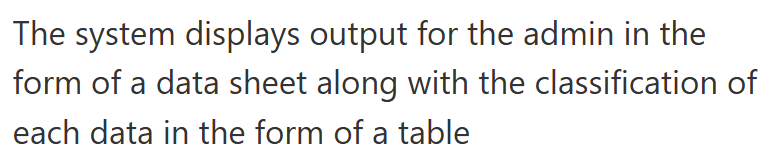 The system displays output for the admin in the
form of a data sheet along with the classification of
each data in the form of a table